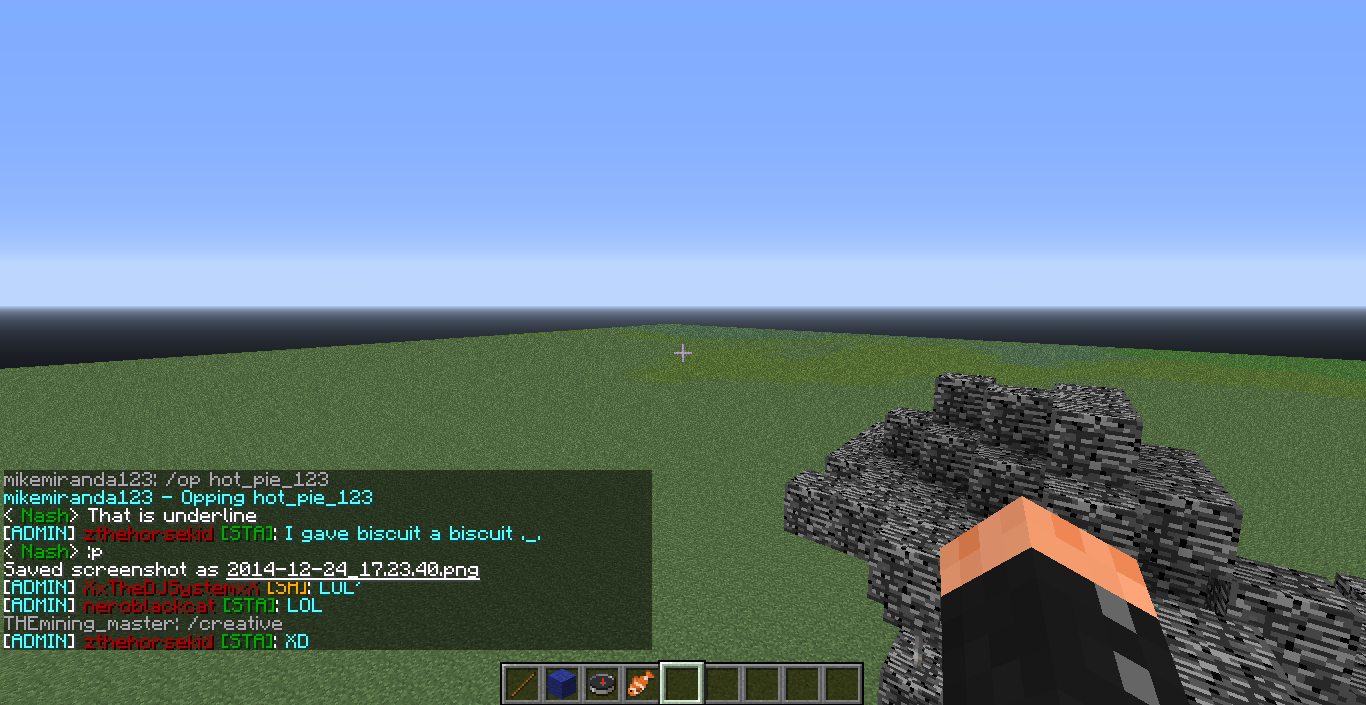 mikemiranda123: /op hot_pie_123
mikemiranda123 - Opping hot_pie_123
< Nash> That is underline
[ADMIN] zthehorsekid [STA]: I gave biscuit a biscuit ._.
< Nash> :p
Saved screenshot as 2014-12-24_17.23.40.png
[ADMIN] XxTheDJSystemxX [SA]: LOL'
[ADMIN] neroblackcat [STA]: LOL
THEmining_master: /creative
[ADMIN] zthehorsekid [STA]: XD